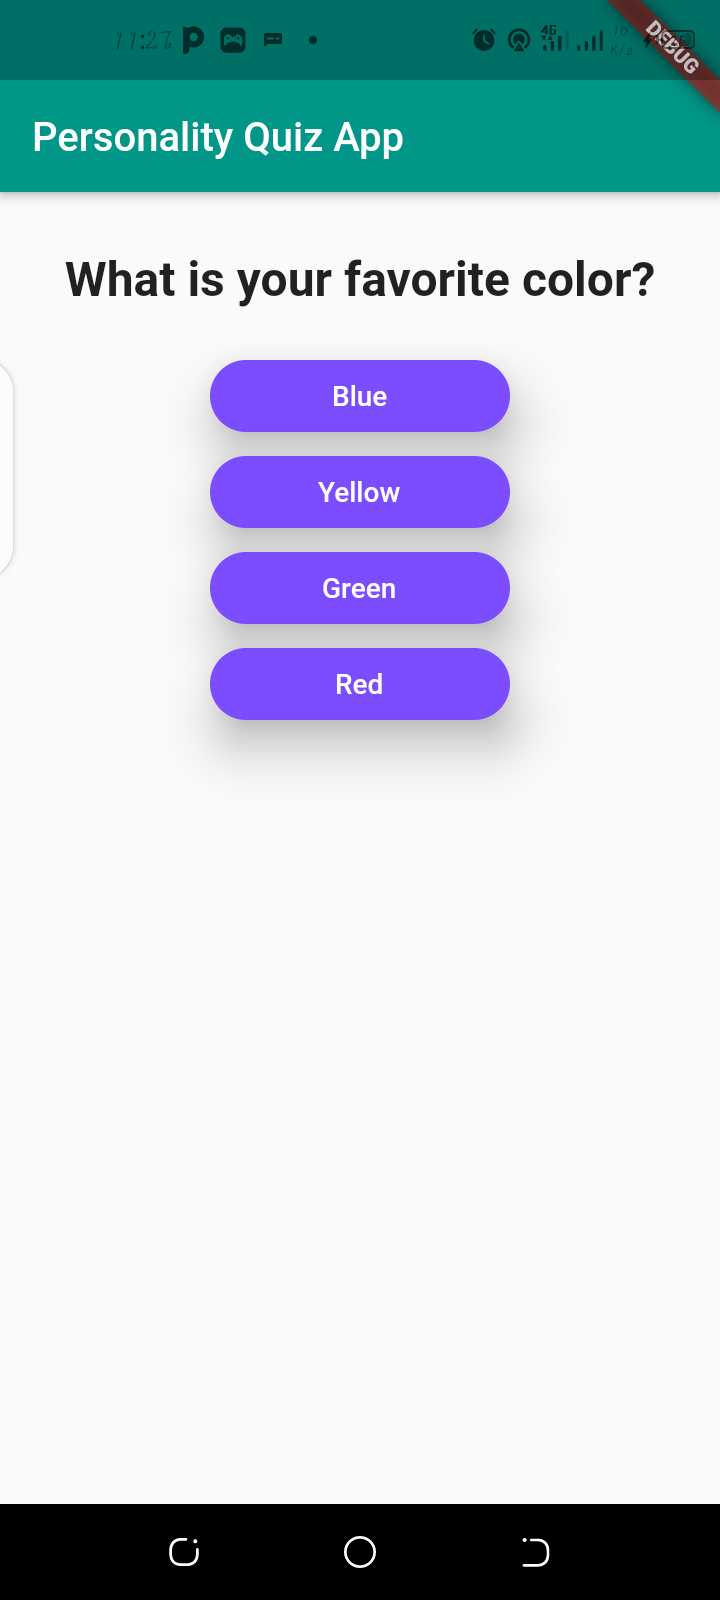 11:27
4G
10
K/s
DEBUG
Personality Quiz App
What is your favorite color?
Blue
Yellow
Green
Red